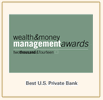 wealth&money
managementawards
Best U.S. Private Bank